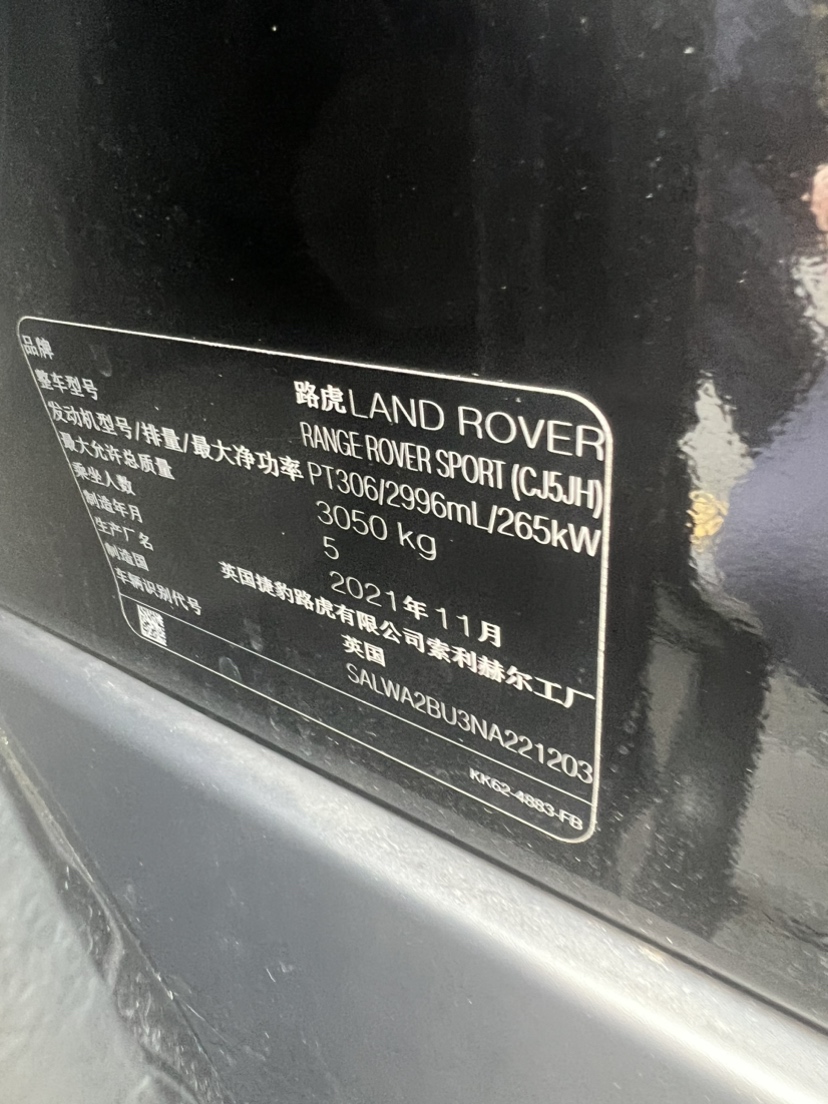 品牌 路虎LAND ROVER
整车型号 RANGE ROVER SPORT (CJ5JH)
发动机型号/排量/最大净功率 PT306/2996mL/265kW
最大允许总质量 3050 kg
乘坐人数 5
制造年月 2021年11月
生产厂名 英国捷豹路虎有限公司索利赫尔工厂
制造国 英国
车辆识别代号 SALWA2BU3NA221203
KK62-4883-FB